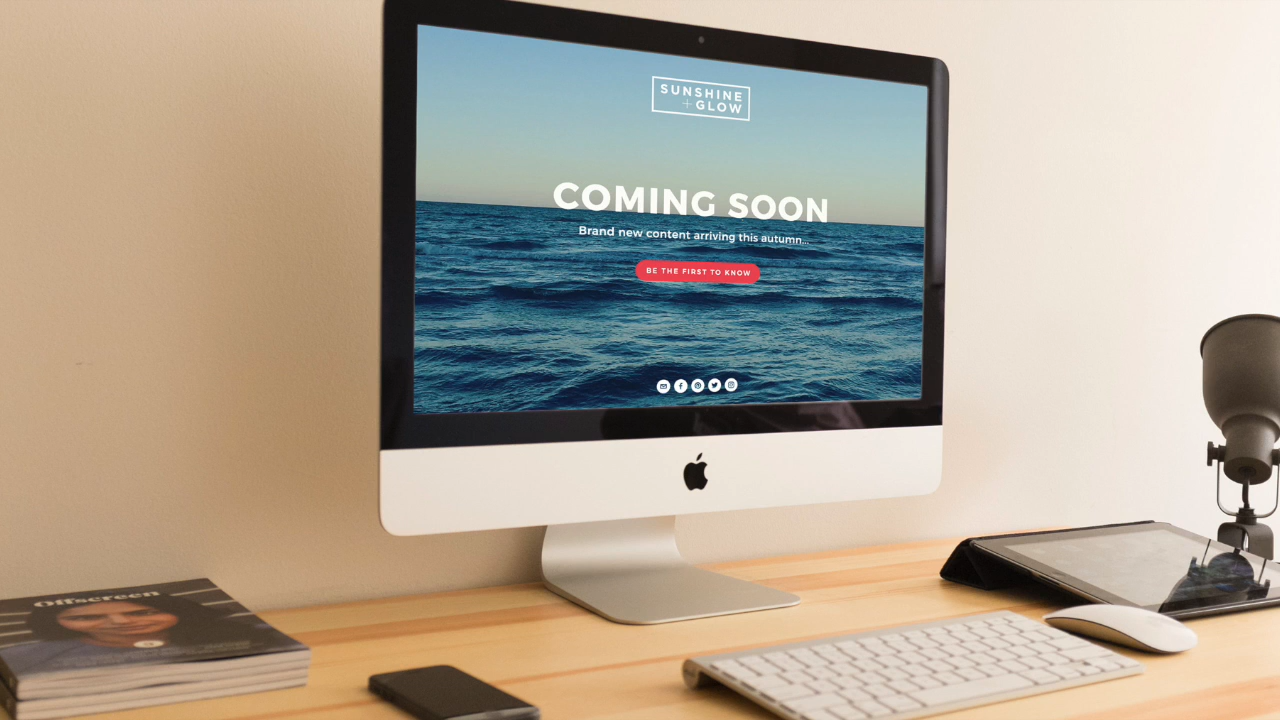 SUNSHINE
+GLOW
COMING SOON
Brand new content arriving this autumn...
BE THE FIRST TO KNOW
Offscreen